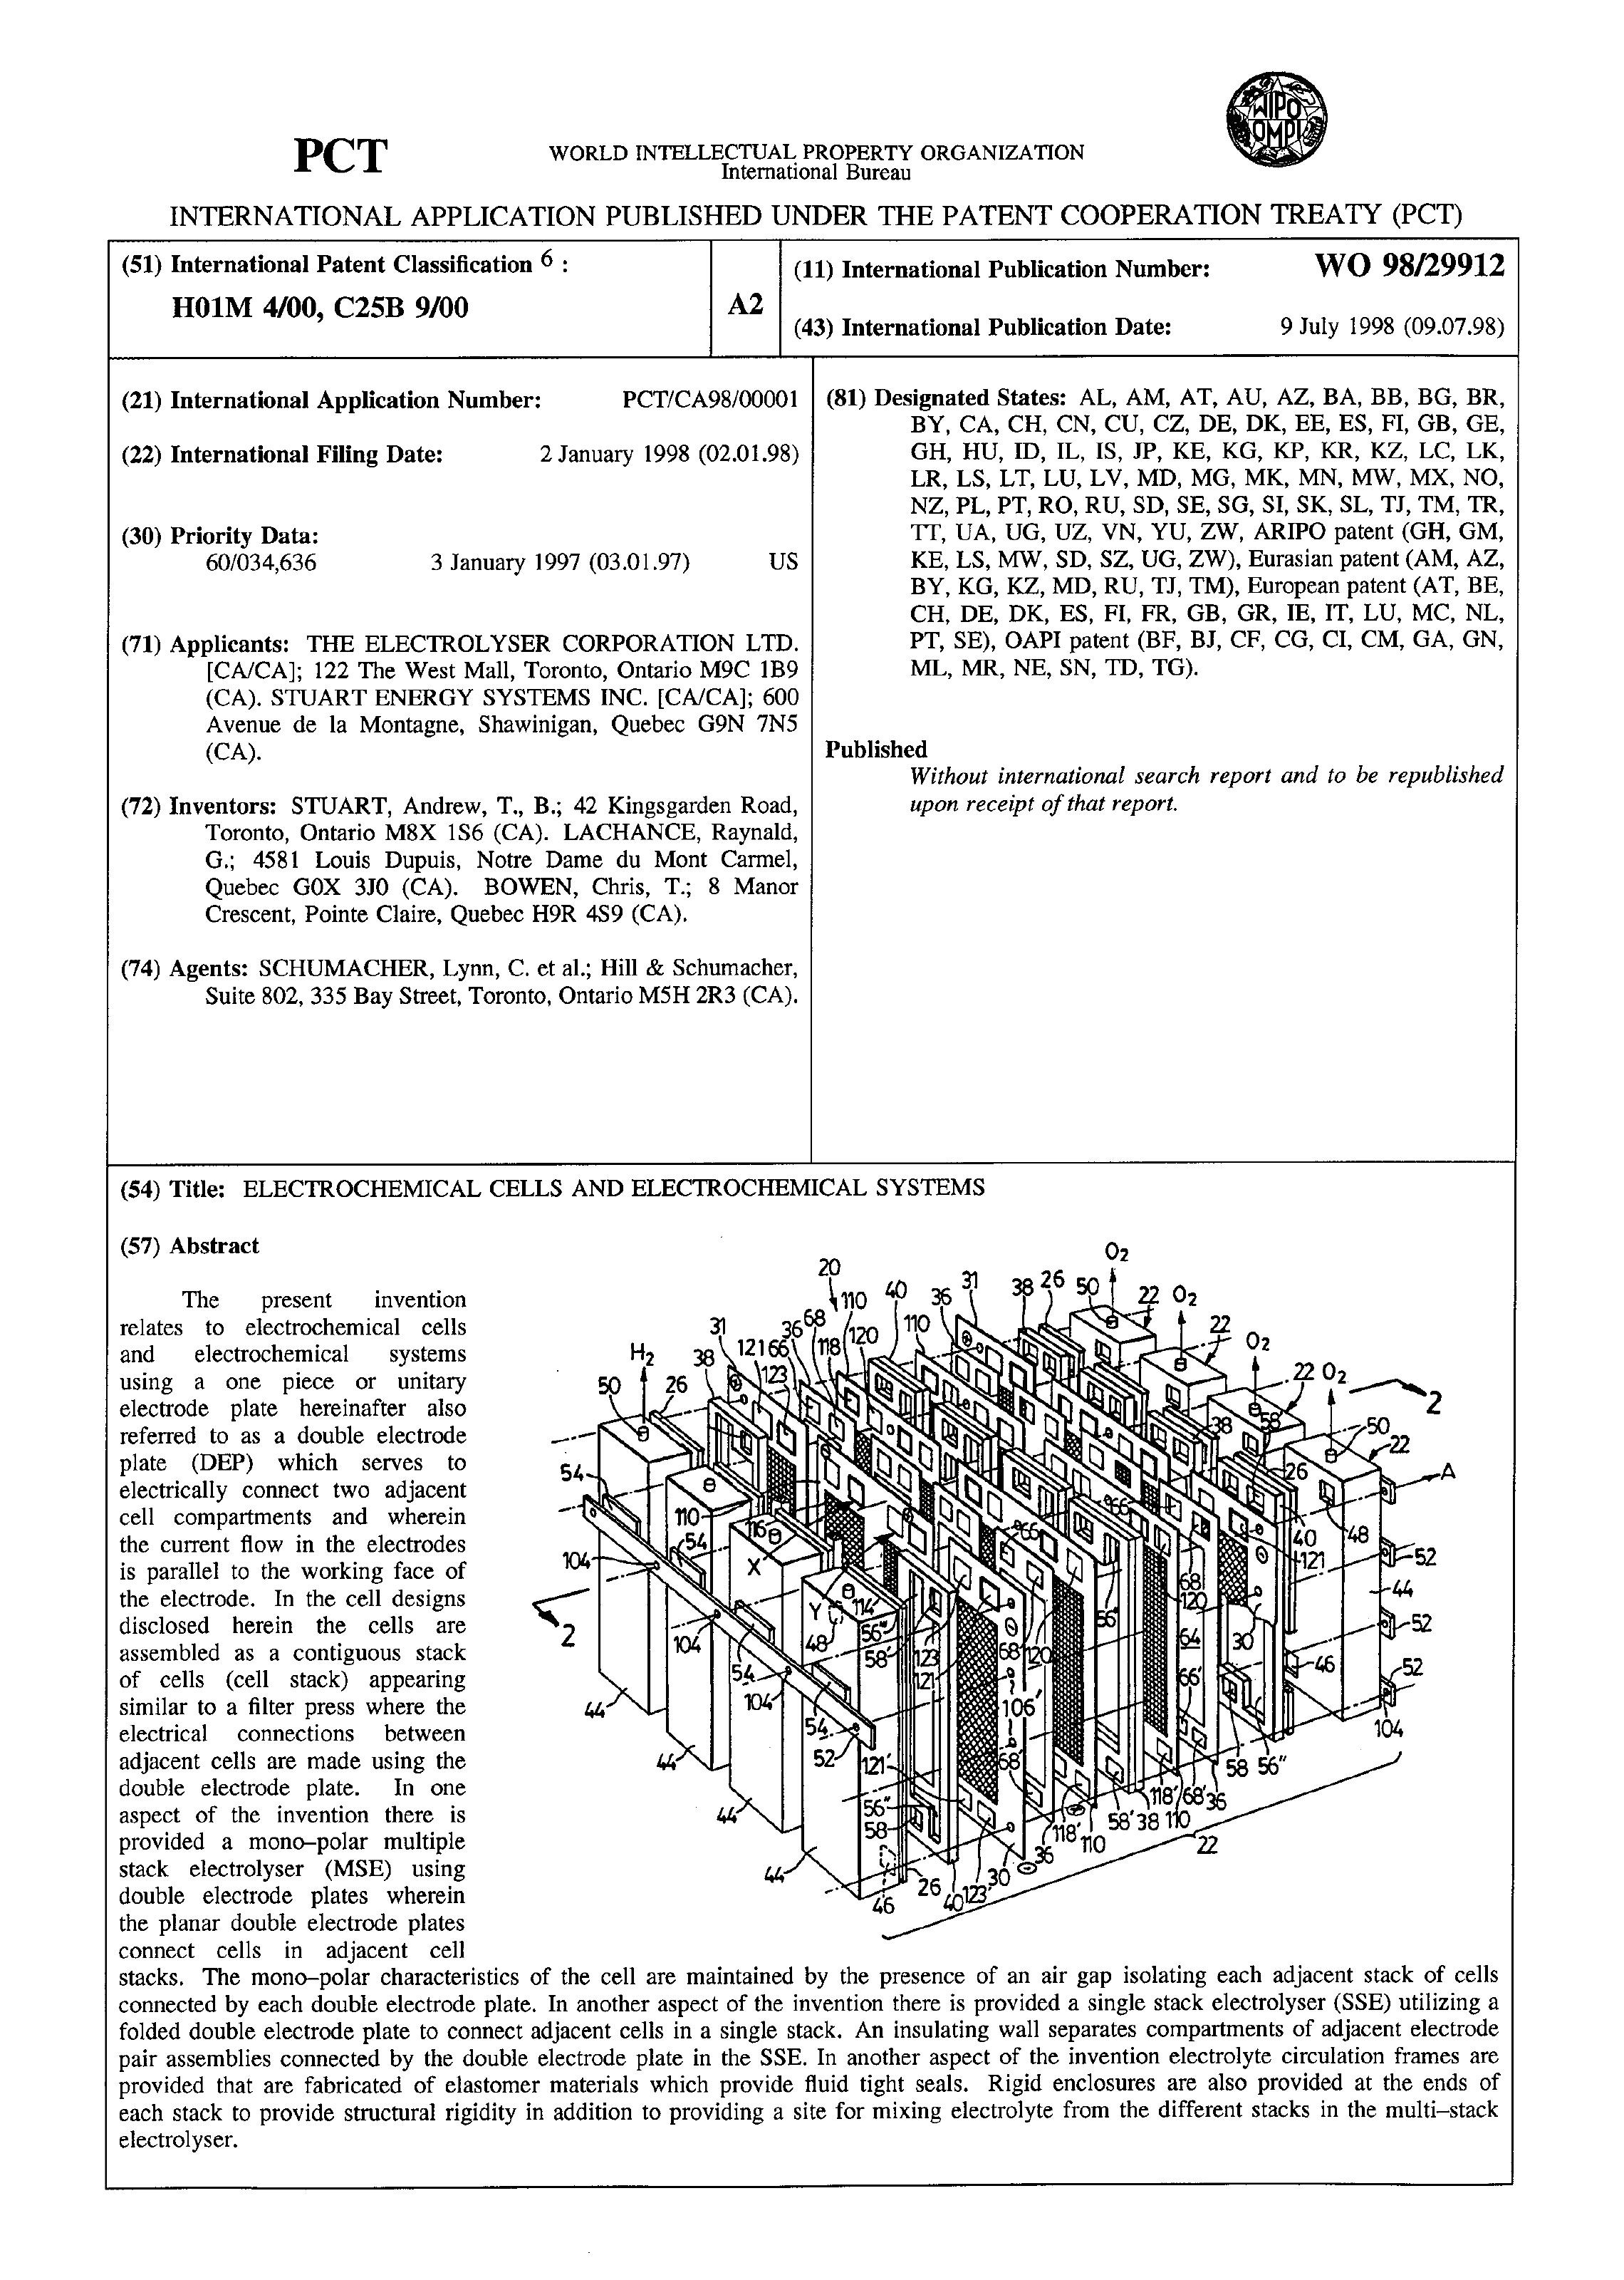 PCT
WORLD INTELLECTUAL PROPERTY ORGANIZATION
International Bureau
WIPO
OMPI
INTERNATIONAL APPLICATION PUBLISHED UNDER THE PATENT COOPERATION TREATY (PCT)
(51) International Patent Classification 6 :
H01M 4/00, C25B 9/00
A2
(11) International Publication Number: WO 98/29912
(43) International Publication Date: 9 July 1998 (09.07.98)
(21) International Application Number: PCT/CA98/00001
(22) International Filing Date: 2 January 1998 (02.01.98)
(30) Priority Data:
60/034,636 3 January 1997 (03.01.97) US
(71) Applicants: THE ELECTROLYSER CORPORATION LTD.
[CA/CA]; 122 The West Mall, Toronto, Ontario M9C 1B9
(CA). STUART ENERGY SYSTEMS INC. [CA/CA]; 600
Avenue de la Montagne, Shawinigan, Quebec G9N 7N5
(CA).
(72) Inventors: STUART, Andrew, T., B.; 42 Kingsgarden Road,
Toronto, Ontario M8X 1S6 (CA). LACHANCE, Raynald,
G.; 4581 Louis Dupuis, Notre Dame du Mont Carmel,
Quebec G0X 3J0 (CA). BOWEN, Chris, T.; 8 Manor
Crescent, Pointe Claire, Quebec H9R 4S9 (CA).
(74) Agents: SCHUMACHER, Lynn, C. et al.; Hill & Schumacher,
Suite 802, 335 Bay Street, Toronto, Ontario M5H 2R3 (CA).
(81) Designated States: AL, AM, AT, AU, AZ, BA, BB, BG, BR,
BY, CA, CH, CN, CU, CZ, DE, DK, EE, ES, FI, GB, GE,
GH, HU, ID, IL, IS, JP, KE, KG, KP, KR, KZ, LC, LK,
LR, LS, LT, LU, LV, MD, MG, MK, MN, MW, MX, NO,
NZ, PL, PT, RO, RU, SD, SE, SG, SI, SK, SL, TJ, TM, TR,
TT, UA, UG, UZ, VN, YU, ZW, ARIPO patent (GH, GM,
KE, LS, MW, SD, SZ, UG, ZW), Eurasian patent (AM, AZ,
BY, KG, KZ, MD, RU, TJ, TM), European patent (AT, BE,
CH, DE, DK, ES, FI, FR, GB, GR, IE, IT, LU, MC, NL,
PT, SE), OAPI patent (BF, BJ, CF, CG, CI, CM, GA, GN,
ML, MR, NE, SN, TD, TG).
Published
Without international search report and to be republished
upon receipt of that report.
(54) Title: ELECTROCHEMICAL CELLS AND ELECTROCHEMICAL SYSTEMS
(57) Abstract
The present invention
relates to electrochemical cells
and electrochemical systems
using a one piece or unitary
electrode plate hereinafter also
referred to as a double electrode
plate (DEP) which serves to
electrically connect two adjacent
cell compartments and wherein
the current flow in the electrodes
is parallel to the working face of
the electrode. In the cell designs
disclosed herein the cells are
assembled as a contiguous stack
of cells (cell stack) appearing
similar to a filter press where the
electrical connections between
adjacent cells are made using the
double electrode plate. In one
aspect of the invention there is
provided a mono-polar multiple
stack electrolyser (MSE) using
double electrode plates wherein
the planar double electrode plates
connect cells in adjacent cell
stacks. The mono-polar characteristics of the cell are maintained by the presence of an air gap isolating each adjacent stack of cells
connected by each double electrode plate. In another aspect of the invention there is provided a single stack electrolyser (SSE) utilizing a
folded double electrode plate to connect adjacent cells in a single stack. An insulating wall separates compartments of adjacent electrode
pair assemblies connected by the double electrode plate in the SSE. In another aspect of the invention electrolyte circulation frames are
provided that are fabricated of elastomer materials which provide fluid tight seals. Rigid enclosures are also provided at the ends of
each stack to provide structural rigidity in addition to providing a site for mixing electrolyte from the different stacks in the multi-stack
electrolyser.
O2
20
31
38 26 50
22 O2
110 40 36
22
O2
31
121 66 36 68 118 120 110
H2
38
123
22 O2
2
50 26
58 38
50
22
54
26
A
110
66
116
54
40 48
X
104
121
52
66
68
120
44
Y
114
56"
56'
48
2
58' 123
68' 120
64
30
52
104
54
121
46
66'
104
106'
52
44
54
52
121'
68'
104
58 56"
44
56"
118' 68' 36
58
118' 110
58' 38 110
22
44
36
30
44
26
40 123'
46